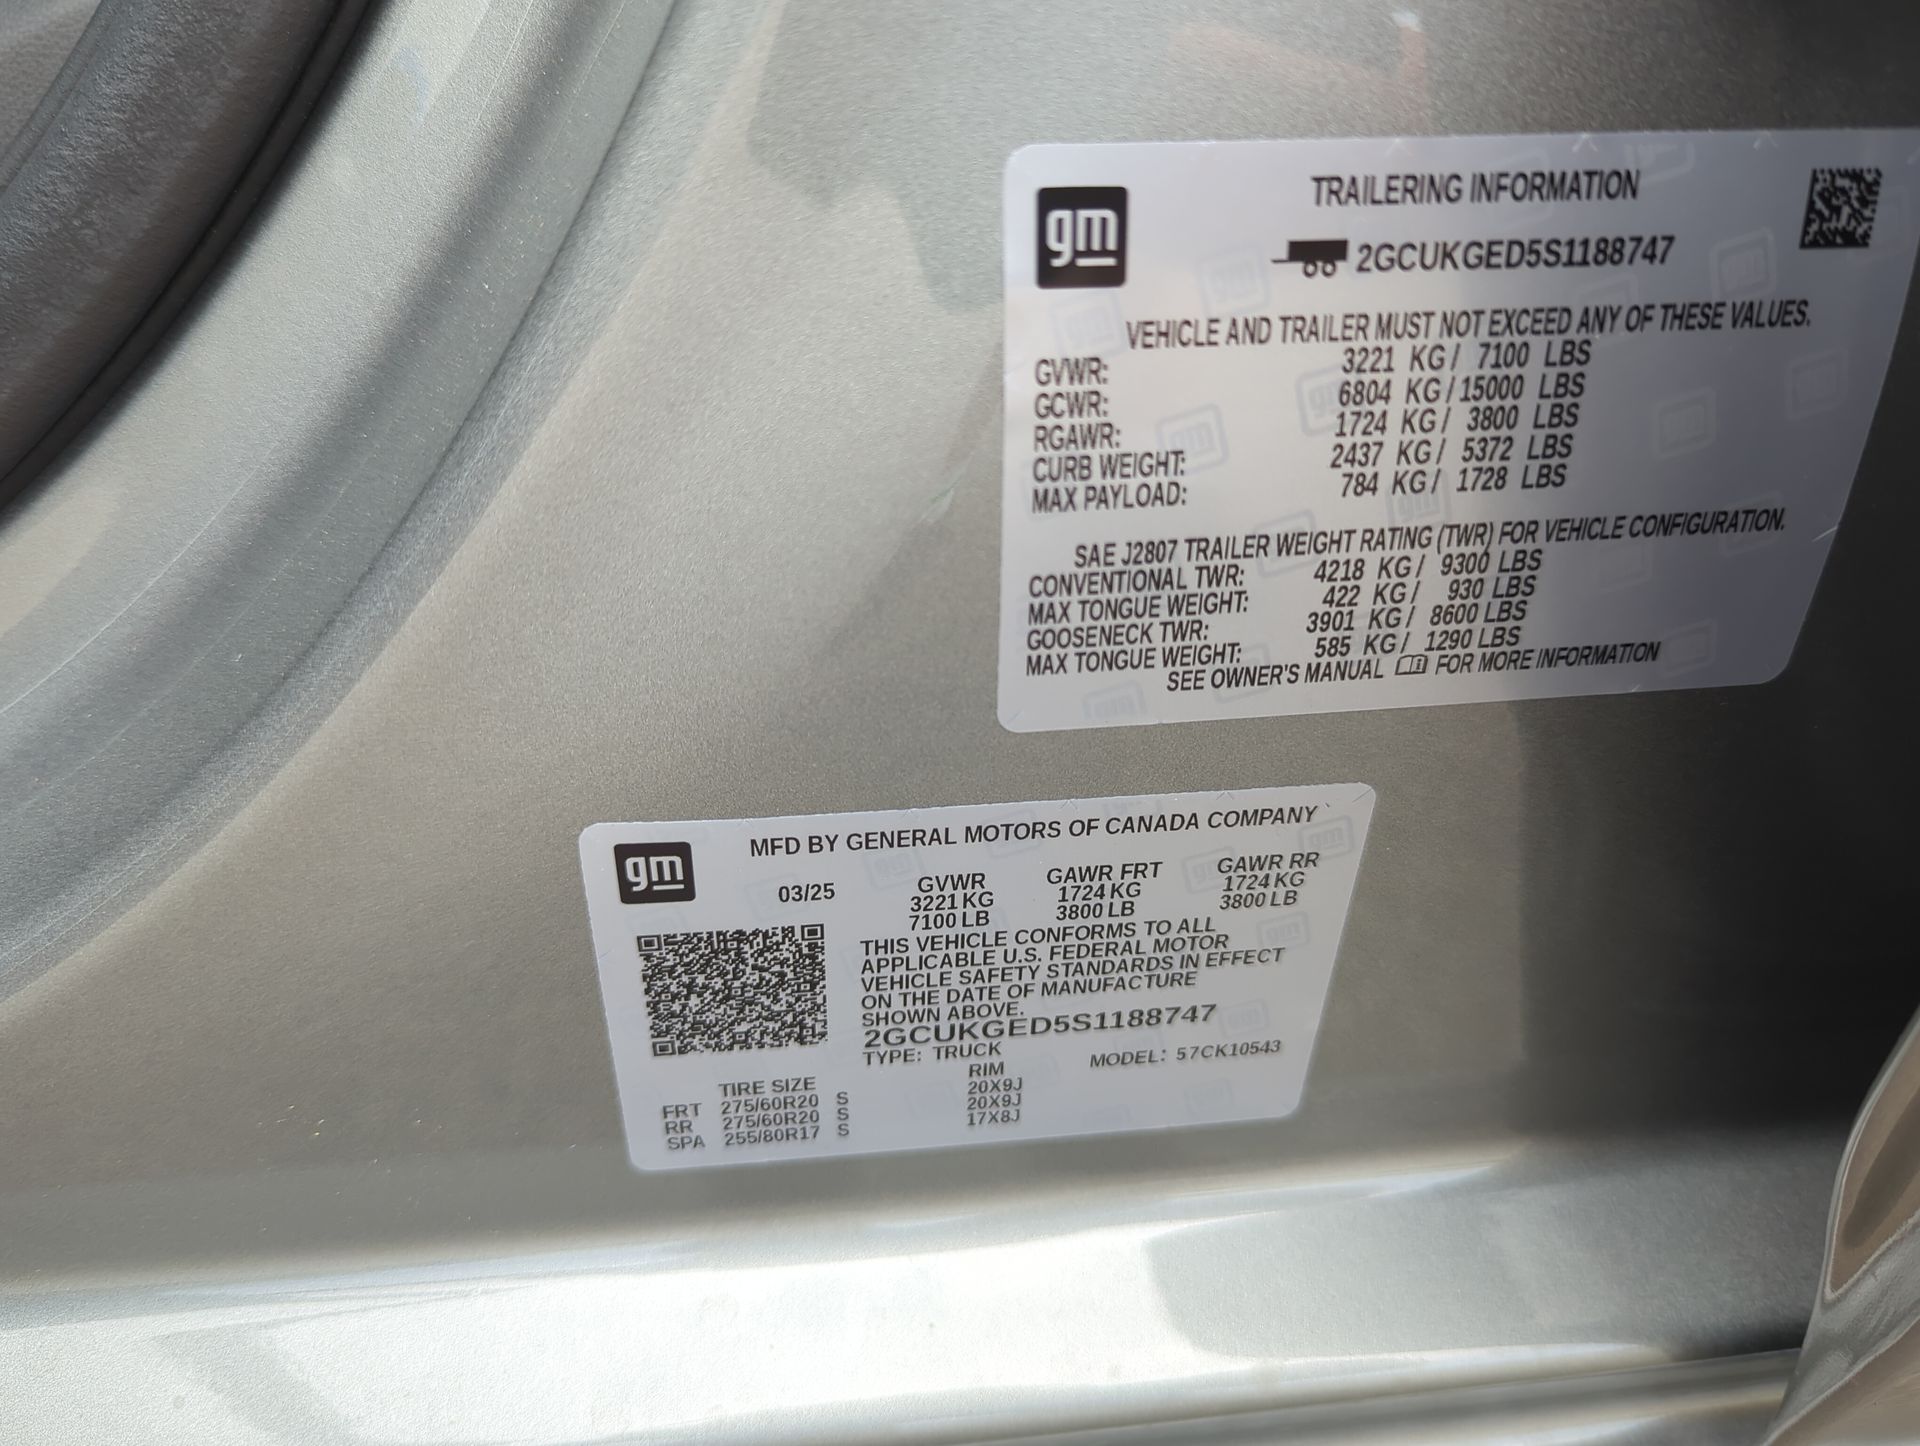 gm
TRAILERING INFORMATION
2GCUKGED5S1188747
VEHICLE AND TRAILER MUST NOT EXCEED ANY OF THESE VALUES.
GVWR: 3221 KG/ 7100 LBS
GCWR: 6804 KG/15000 LBS
RGAWR: 1724 KG/ 3800 LBS
CURB WEIGHT: 2437 KG/ 5372 LBS
MAX PAYLOAD: 784 KG/ 1728 LBS
SAE J2807 TRAILER WEIGHT RATING (TWR) FOR VEHICLE CONFIGURATION.
CONVENTIONAL TWR: 4218 KG/ 9300 LBS
MAX TONGUE WEIGHT: 422 KG/ 930 LBS
GOOSENECK TWR: 3901 KG/ 8600 LBS
MAX TONGUE WEIGHT: 585 KG/ 1290 LBS
SEE OWNER'S MANUAL FOR MORE INFORMATION
gm
MFD BY GENERAL MOTORS OF CANADA COMPANY
03/25 GVWR GAWR FRT GAWR RR
3221 KG 1724 KG 1724 KG
7100 LB 3800 LB 3800 LB
THIS VEHICLE CONFORMS TO ALL
APPLICABLE U.S. FEDERAL MOTOR
VEHICLE SAFETY STANDARDS IN EFFECT
ON THE DATE OF MANUFACTURE
SHOWN ABOVE.
2GCUKGED5S1188747
TYPE: TRUCK MODEL: 57CK10543
TIRE SIZE RIM
FRT 275/60R20 S 20X9J
RR 275/60R20 S 20X9J
SPA 255/80R17 S 17X8J